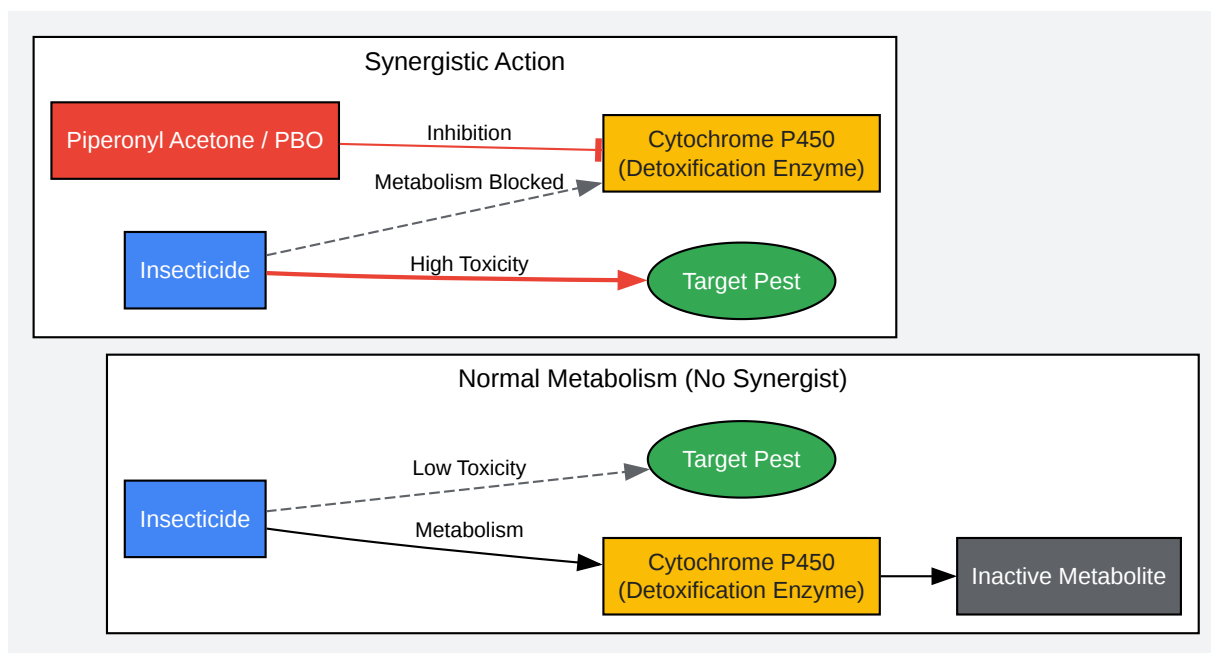 Synergistic Action
Piperonyl Acetone / PBO
Inhibition
Cytochrome P450
(Detoxification Enzyme)
Metabolism Blocked
Insecticide
High Toxicity
Target Pest
Normal Metabolism (No Synergist)
Low Toxicity
Target Pest
Insecticide
Metabolism
Cytochrome P450
(Detoxification Enzyme)
Inactive Metabolite